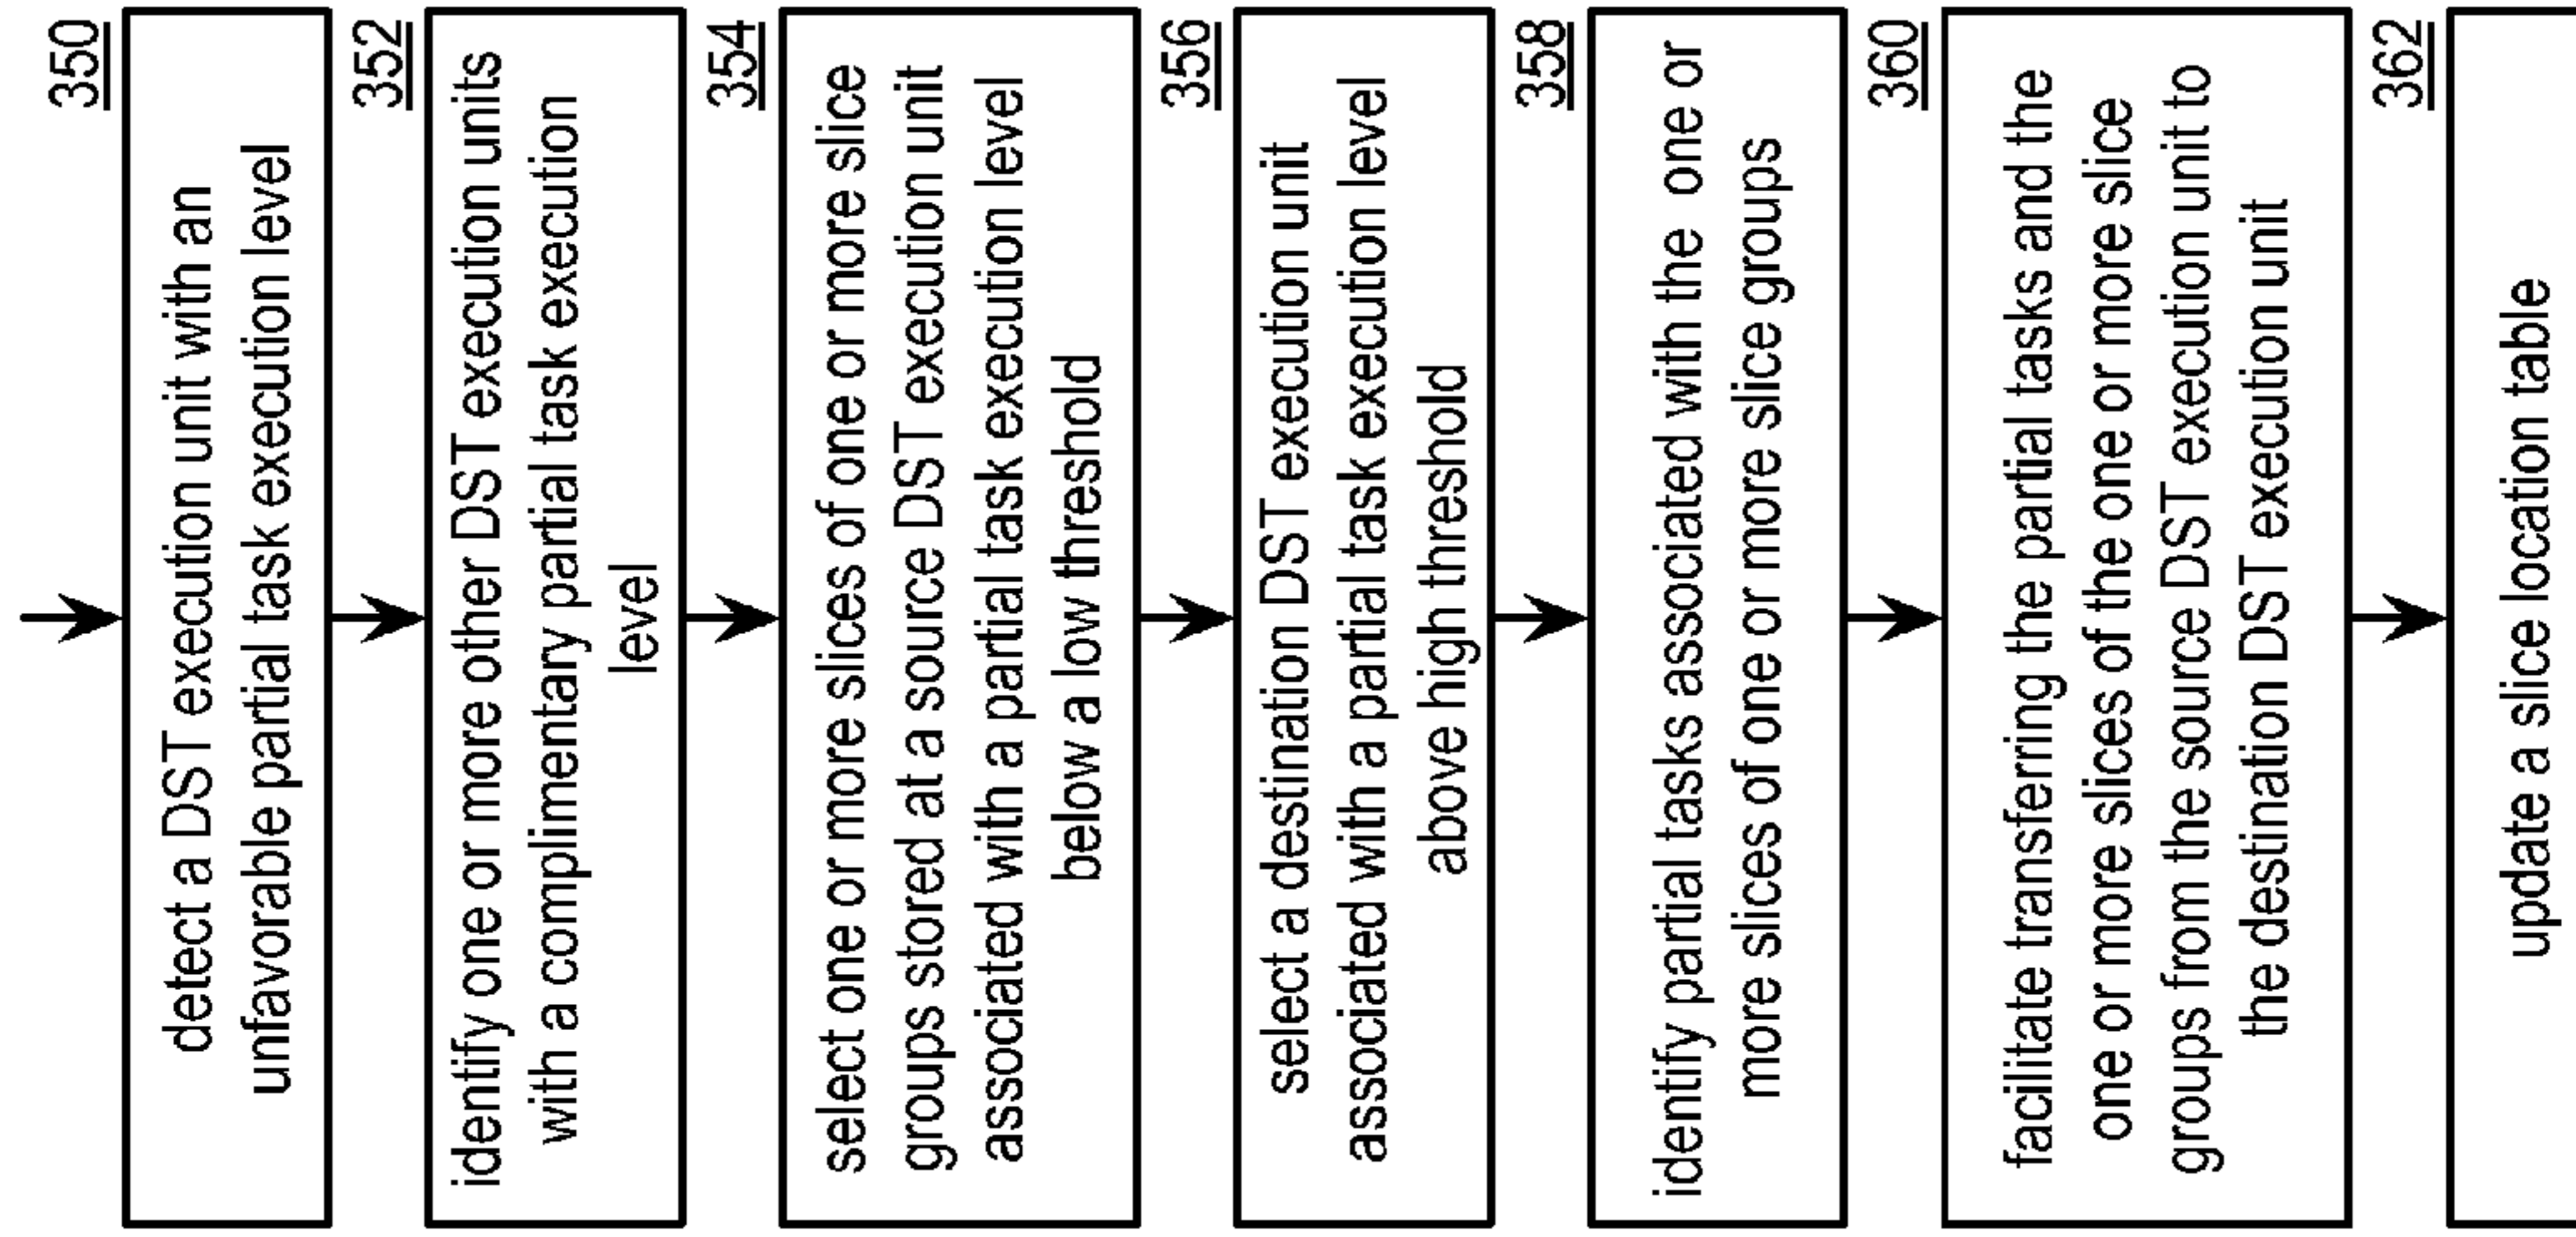 350
detect a DST execution unit with an
unfavorable partial task execution level
352
identify one or more other DST execution units
with a complimentary partial task execution
level
354
select one or more slices of one or more slice
groups stored at a source DST execution unit
associated with a partial task execution level
below a low threshold
356
select a destination DST execution unit
associated with a partial task execution level
above high threshold
358
identify partial tasks associated with the one or
more slices of one or more slice groups
360
facilitate transferring the partial tasks and the
one or more slices of the one or more slice
groups from the source DST execution unit to
the destination DST execution unit
362
update a slice location table